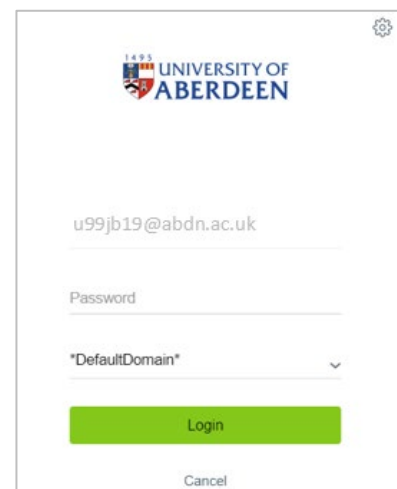 1495
UNIVERSITY OF
ABERDEEN
u99jb19@abdn.ac.uk
Password
*DefaultDomain*
Login
Cancel